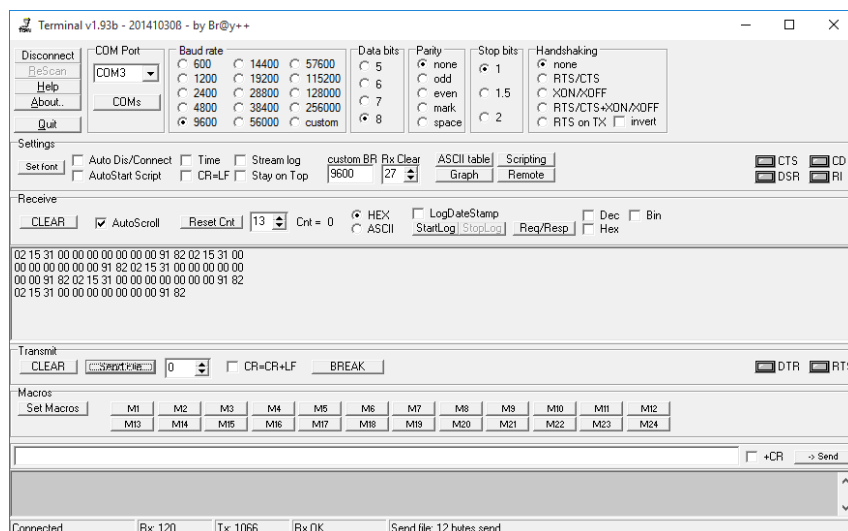 Terminal v1.93b - 20141030ß - by Br@y++
Disconnect
ReScan
Help
About..
Quit
COM Port
COM3
COMs
Baud rate
600 14400 57600
1200 19200 115200
2400 28800 128000
4800 38400 256000
9600 56000 custom
Data bits
5
6
7
8
Parity
none
odd
even
mark
space
Stop bits
1
1.5
2
Handshaking
none
RTS/CTS
XON/XOFF
RTS/CTS+XON/XOFF
RTS on TX invert
Settings
Set font
Auto Dis/Connect Time Stream log
AutoStart Script CR=LF Stay on Top
custom BR Rx Clear
9600 27
ASCII table Scripting
Graph Remote
CTS CD
DSR RI
Receive
CLEAR AutoScroll Reset Cnt 13 Cnt = 0
HEX
ASCII
LogDateStamp
StartLog StopLog Req/Resp
Dec Bin
Hex
02 15 31 00 00 00 00 00 00 00 91 82 02 15 31 00
00 00 00 00 00 00 91 82 02 15 31 00 00 00 00 00
00 00 91 82 02 15 31 00 00 00 00 00 00 00 91 82
02 15 31 00 00 00 00 00 00 00 91 82
Transmit
CLEAR Send File 0 CR=CR+LF BREAK
DTR RTS
Macros
Set Macros
M1 M2 M3 M4 M5 M6 M7 M8 M9 M10 M11 M12
M13 M14 M15 M16 M17 M18 M19 M20 M21 M22 M23 M24
+CR -> Send
Connected Rx: 120 Tx: 1066 Rx OK Send file: 12 bytes send